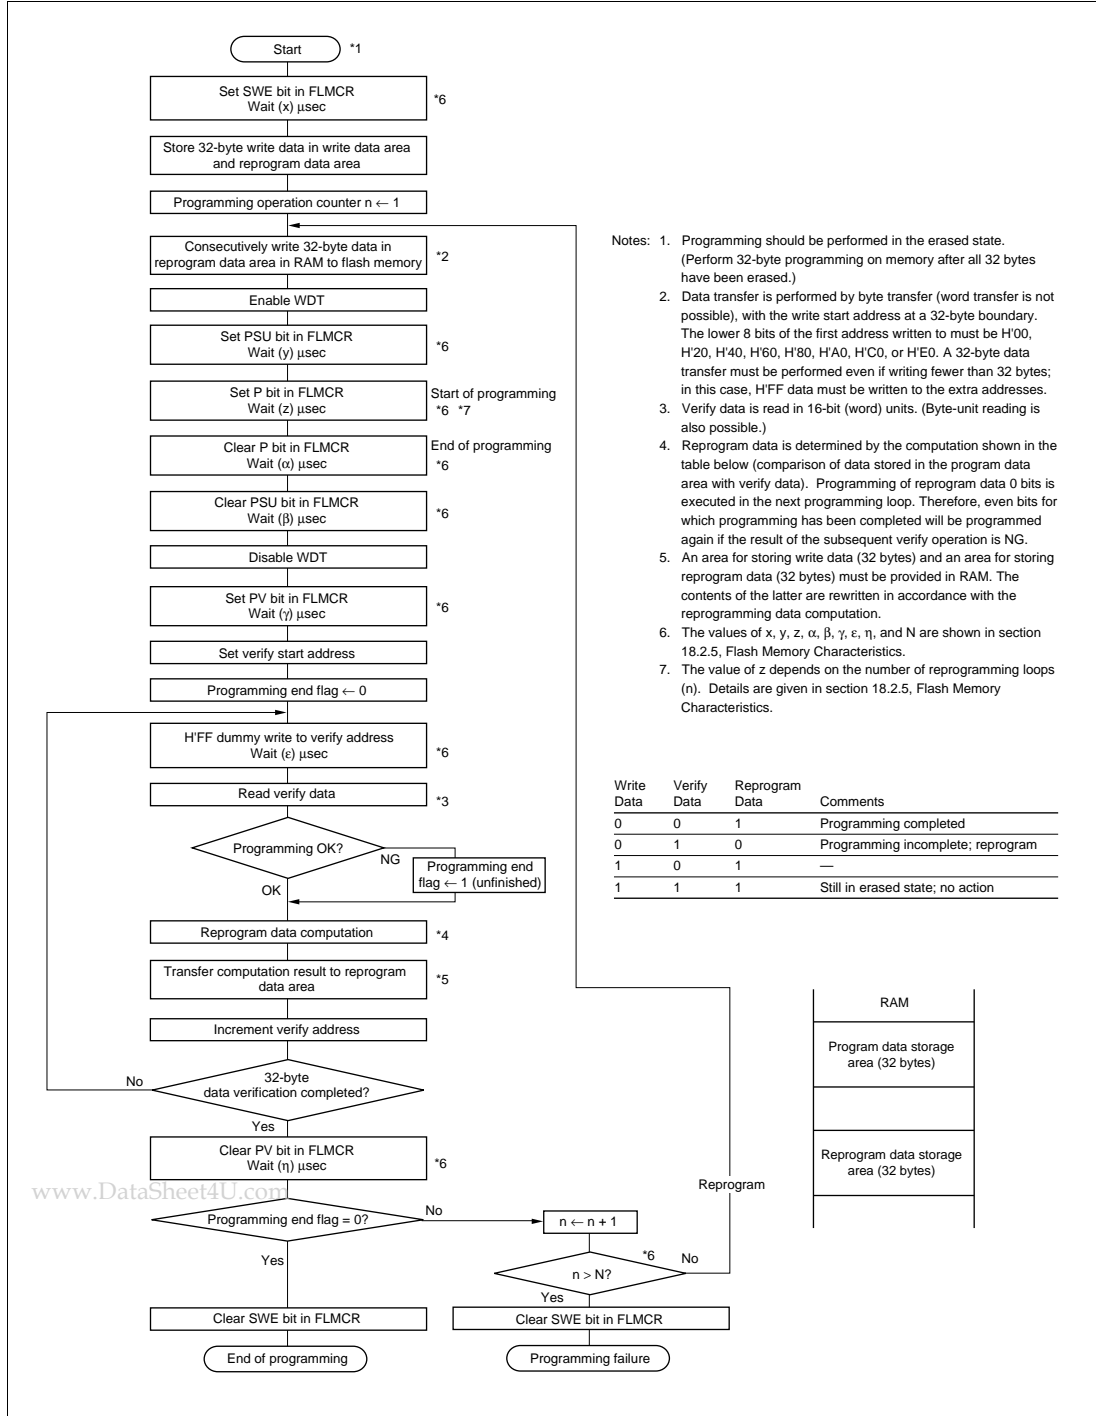 Start *1
Set SWE bit in FLMCR
Wait (x) µsec
*6
Store 32-byte write data in write data area
and reprogram data area
Programming operation counter n ← 1
Consecutively write 32-byte data in
reprogram data area in RAM to flash memory
*2
Enable WDT
Set PSU bit in FLMCR
Wait (y) µsec
*6
Set P bit in FLMCR
Wait (z) µsec
Start of programming
*6 *7
Clear P bit in FLMCR
Wait (α) µsec
End of programming
*6
Clear PSU bit in FLMCR
Wait (β) µsec
*6
Disable WDT
Set PV bit in FLMCR
Wait (γ) µsec
*6
Set verify start address
Programming end flag ← 0
H'FF dummy write to verify address
Wait (ε) µsec
*6
Read verify data
*3
Programming OK?
NG
Programming end
flag ← 1 (unfinished)
OK
Reprogram data computation
*4
Transfer computation result to reprogram
data area
*5
Increment verify address
32-byte
data verification completed?
No
Yes
Clear PV bit in FLMCR
Wait (η) µsec
*6
www.DataSheet4U.com
Programming end flag = 0?
No
Yes
n ← n + 1
n > N?
*6
No
Reprogram
Yes
Clear SWE bit in FLMCR
Clear SWE bit in FLMCR
End of programming
Programming failure
Notes: 1. Programming should be performed in the erased state.
(Perform 32-byte programming on memory after all 32 bytes
have been erased.)
2. Data transfer is performed by byte transfer (word transfer is not
possible), with the write start address at a 32-byte boundary.
The lower 8 bits of the first address written to must be H'00,
H'20, H'40, H'60, H'80, H'A0, H'C0, or H'E0. A 32-byte data
transfer must be performed even if writing fewer than 32 bytes;
in this case, H'FF data must be written to the extra addresses.
3. Verify data is read in 16-bit (word) units. (Byte-unit reading is
also possible.)
4. Reprogram data is determined by the computation shown in the
table below (comparison of data stored in the program data
area with verify data). Programming of reprogram data 0 bits is
executed in the next programming loop. Therefore, even bits for
which programming has been completed will be programmed
again if the result of the subsequent verify operation is NG.
5. An area for storing write data (32 bytes) and an area for storing
reprogram data (32 bytes) must be provided in RAM. The
contents of the latter are rewritten in accordance with the
reprogramming data computation.
6. The values of x, y, z, α, β, γ, ε, η, and N are shown in section
18.2.5, Flash Memory Characteristics.
7. The value of z depends on the number of reprogramming loops
(n). Details are given in section 18.2.5, Flash Memory
Characteristics.
Write Verify Reprogram
Data Data Data Comments
0 0 1 Programming completed
0 1 0 Programming incomplete; reprogram
1 0 1 —
1 1 1 Still in erased state; no action
RAM
Program data storage
area (32 bytes)
Reprogram data storage
area (32 bytes)